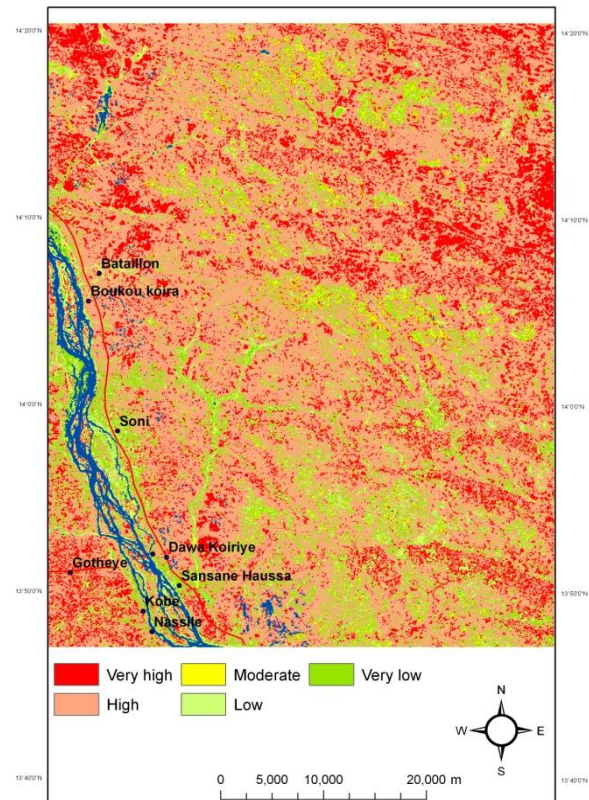 14°20'0"N 14°20'0"N
14°10'0"N 14°10'0"N
Bataillon
Boukou koira
14°0'0"N 14°0'0"N
Soni
Dawa Koiriye
Gotheye
Sansane Haussa
13°50'0"N 13°50'0"N
Kobe
Nassile
Very high Moderate Very low
High Low
N
W E
S
13°40'0"N 13°40'0"N
0 5,000 10,000 20,000 m